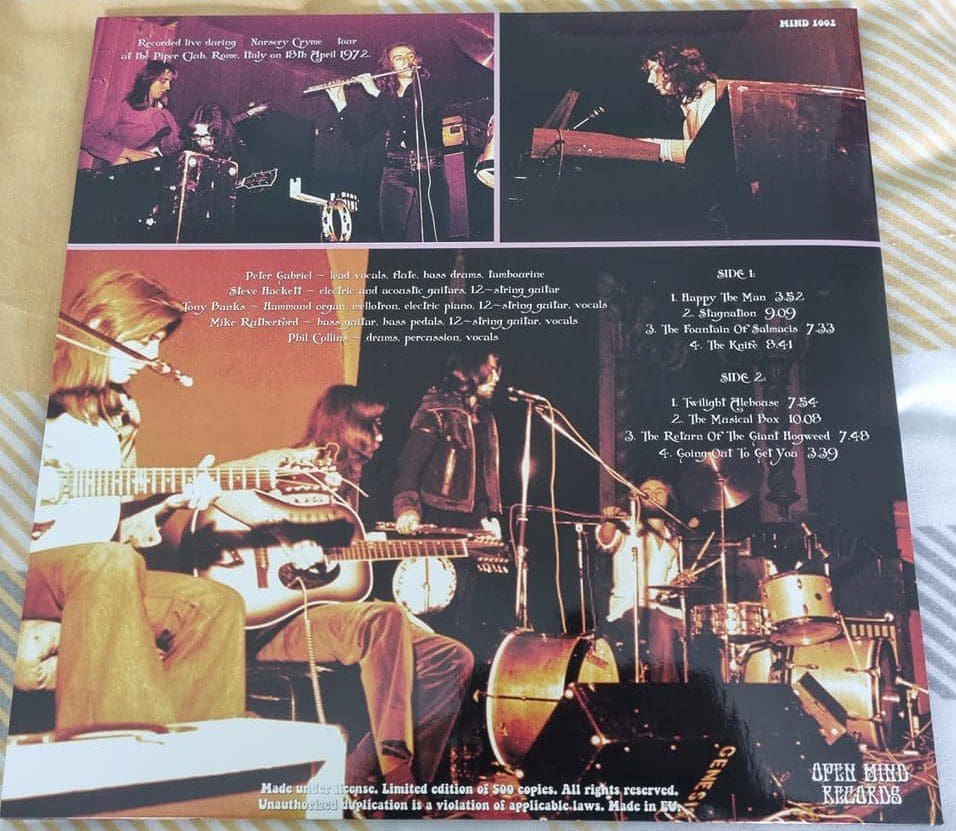 Recorded live during Nursery Cryme tour
at the Piper Club, Rome, Italy on 18th April 1972.
MIND 1002
Peter Gabriel ~ lead vocals, flute, bass drums, tambourine
Steve Hackett ~ electric and acoustic guitars, 12-string guitar
Tony Banks ~ Hammond organ, mellotron, electric piano, 12-string guitar, vocals
Mike Rutherford ~ bass guitar, bass pedals, 12-string guitar, vocals
Phil Collins ~ drums, percussion, vocals
SIDE 1:
1. Happy The Man 3.52
2. Stagnation 9.09
3. The Fountain Of Salmacis 7.33
4. The Knife 8.41
SIDE 2:
1. Twilight Alehouse 7.54
2. The Musical Box 10.08
3. The Return Of The Giant Hogweed 7.48
4. Going Out To Get You 3.39
GENESIS
Made under license. Limited edition of 500 copies. All rights reserved.
Unauthorized duplication is a violation of applicable laws. Made in EU.
OPEN MIND
RECORDS